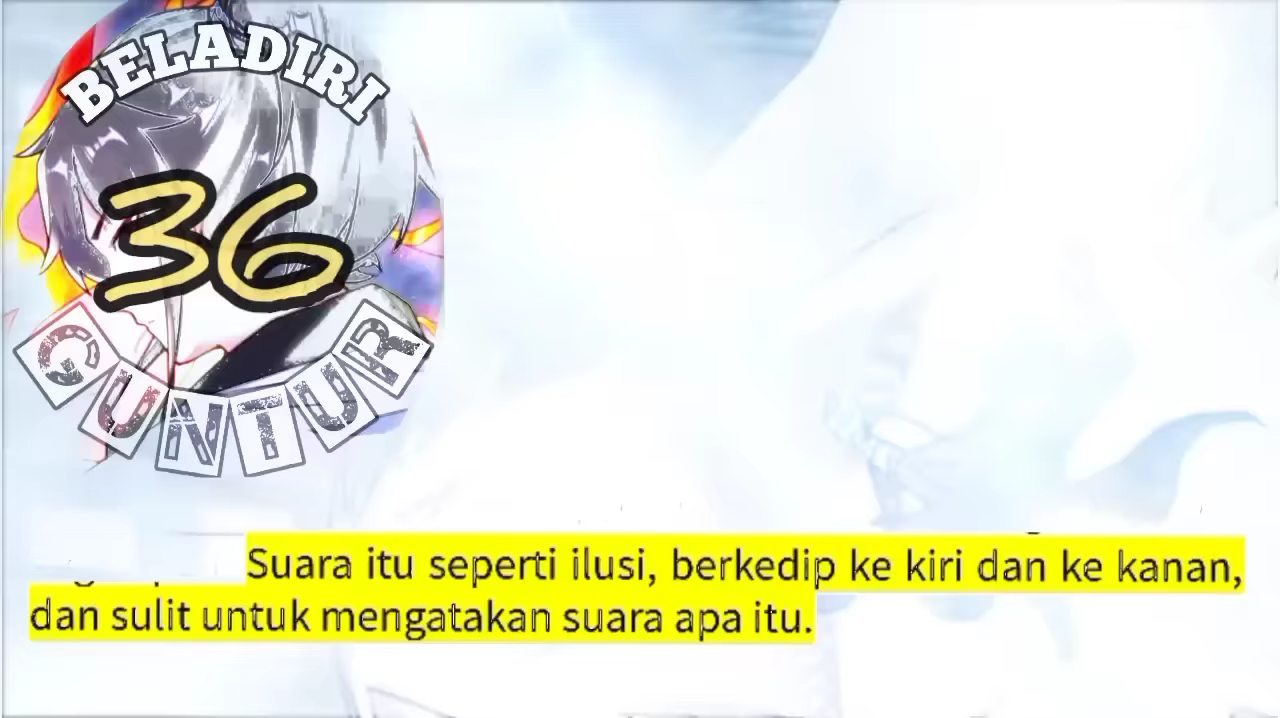 BELADIRI
36
GUNTUR
Suara itu seperti ilusi, berkedip ke kiri dan ke kanan,
dan sulit untuk mengatakan suara apa itu.